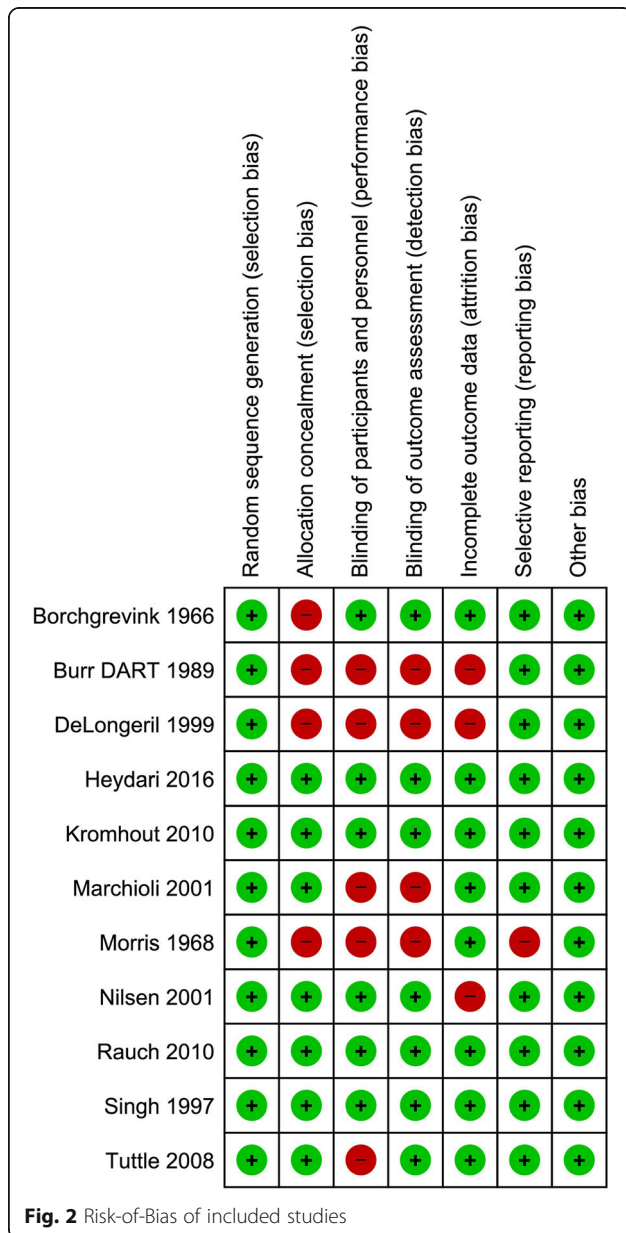 Random sequence generation (selection bias)
Allocation concealment (selection bias)
Blinding of participants and personnel (performance bias)
Blinding of outcome assessment (detection bias)
Incomplete outcome data (attrition bias)
Selective reporting (reporting bias)
Other bias
Borchgrevink 1966 + − + + + + +
Burr DART 1989 + − − − − + +
DeLongeril 1999 + − − − − + +
Heydari 2016 + + + + + + +
Kromhout 2010 + + + + + + +
Marchioli 2001 + + − − + + +
Morris 1968 + − − − + − +
Nilsen 2001 + + + + − + +
Rauch 2010 + + + + + + +
Singh 1997 + + + + + + +
Tuttle 2008 + + − + + + +
Fig. 2 Risk-of-Bias of included studies